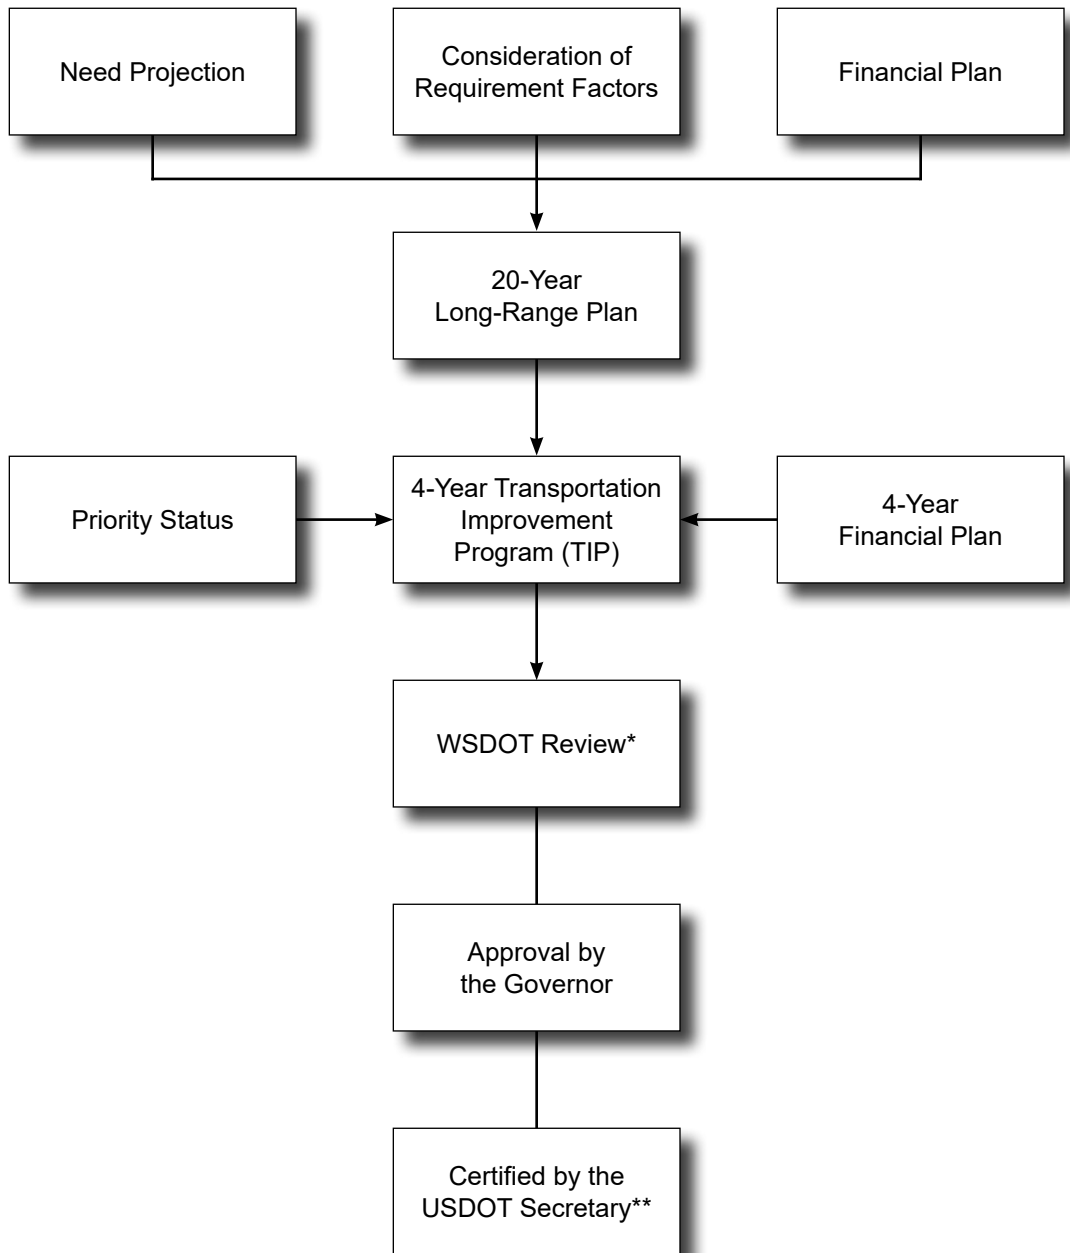 Need Projection
Consideration of
Requirement Factors
Financial Plan
20-Year
Long-Range Plan
Priority Status
4-Year Transportation
Improvement
Program (TIP)
4-Year
Financial Plan
WSDOT Review*
Approval by
the Governor
Certified by the
USDOT Secretary**